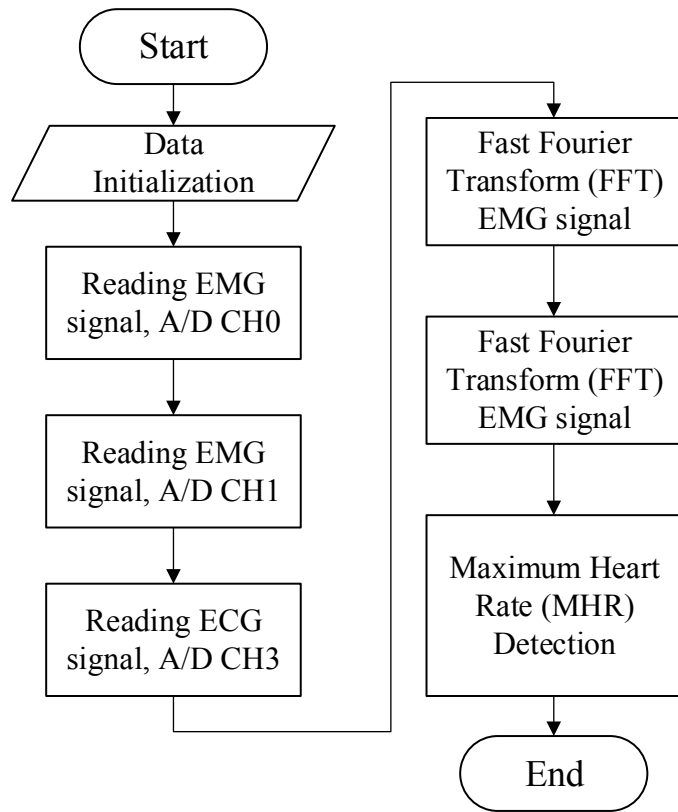 Start
Data
Initialization
Reading EMG
signal, A/D CH0
Reading EMG
signal, A/D CH1
Reading ECG
signal, A/D CH3
Fast Fourier
Transform (FFT)
EMG signal
Fast Fourier
Transform (FFT)
EMG signal
Maximum Heart
Rate (MHR)
Detection
End